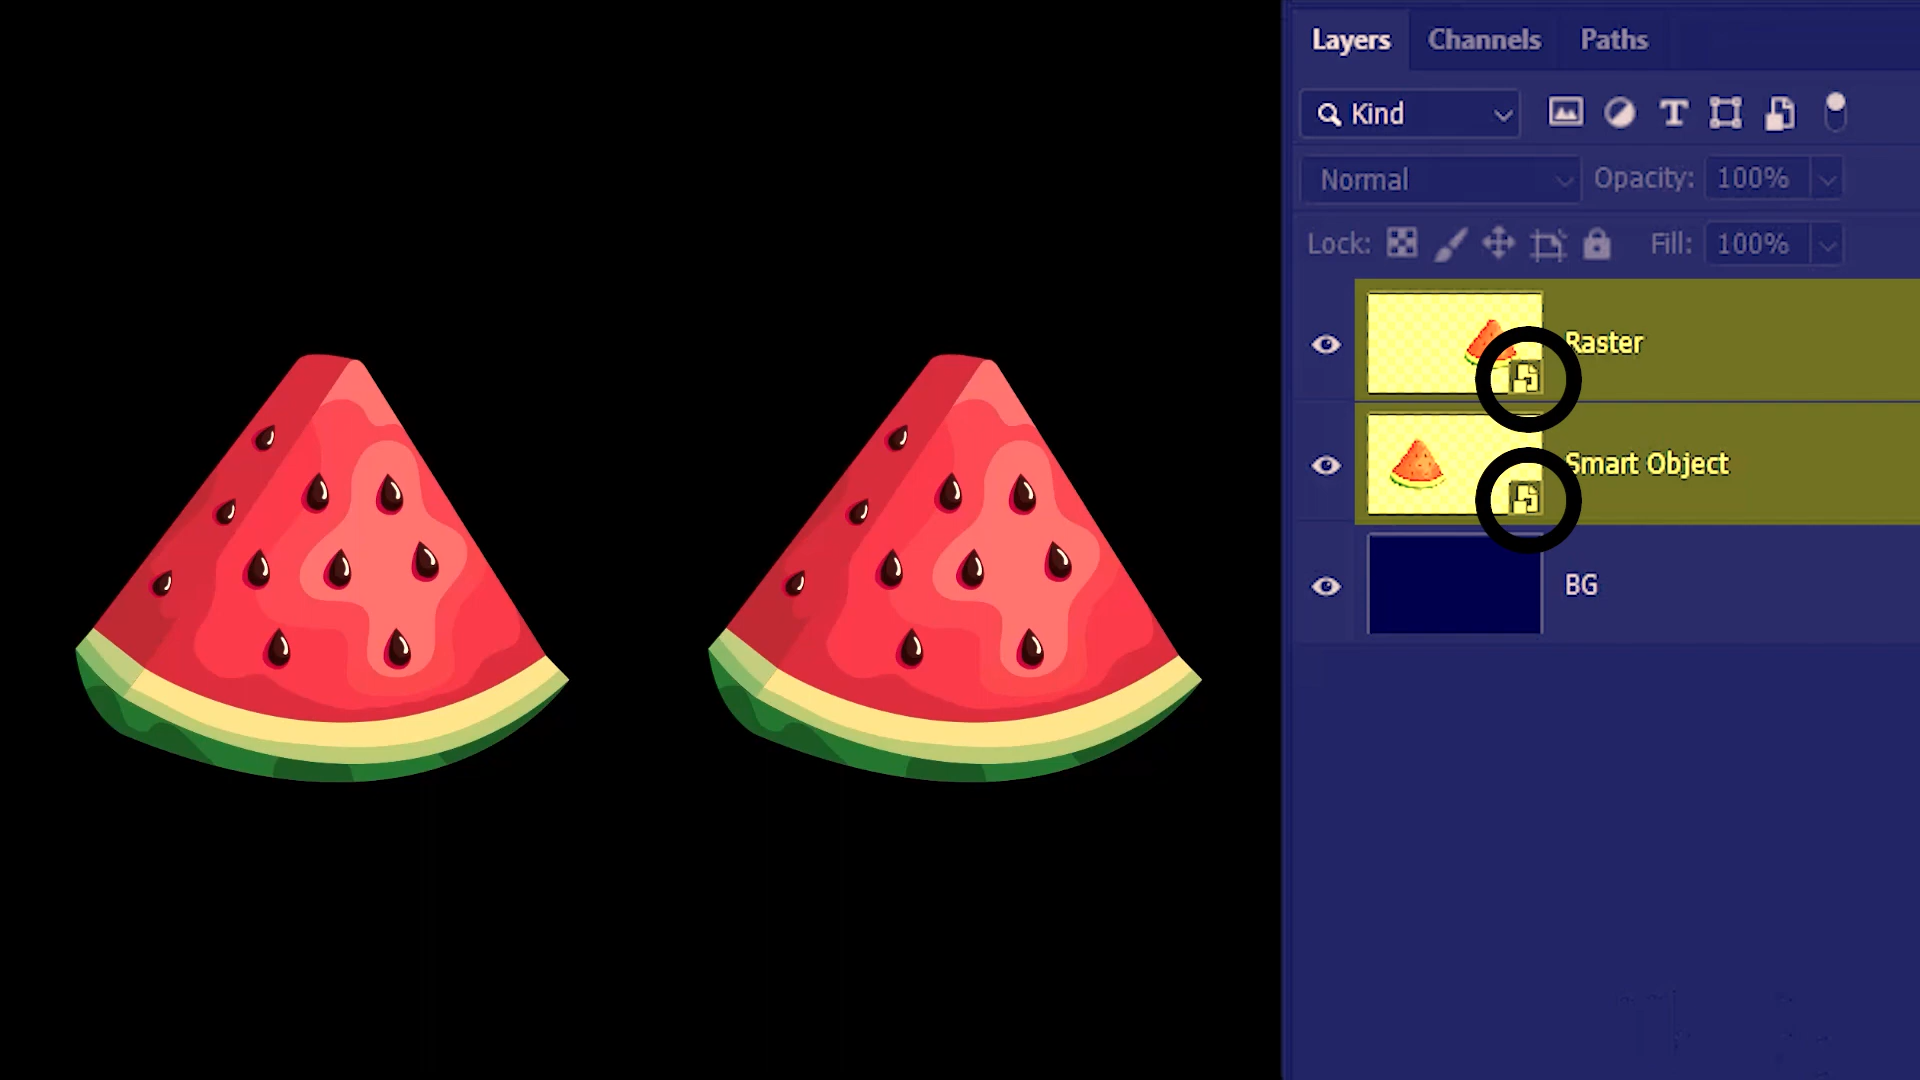 Layers Channels Paths
Kind
Normal Opacity: 100%
Lock: Fill: 100%
Raster
Smart Object
BG